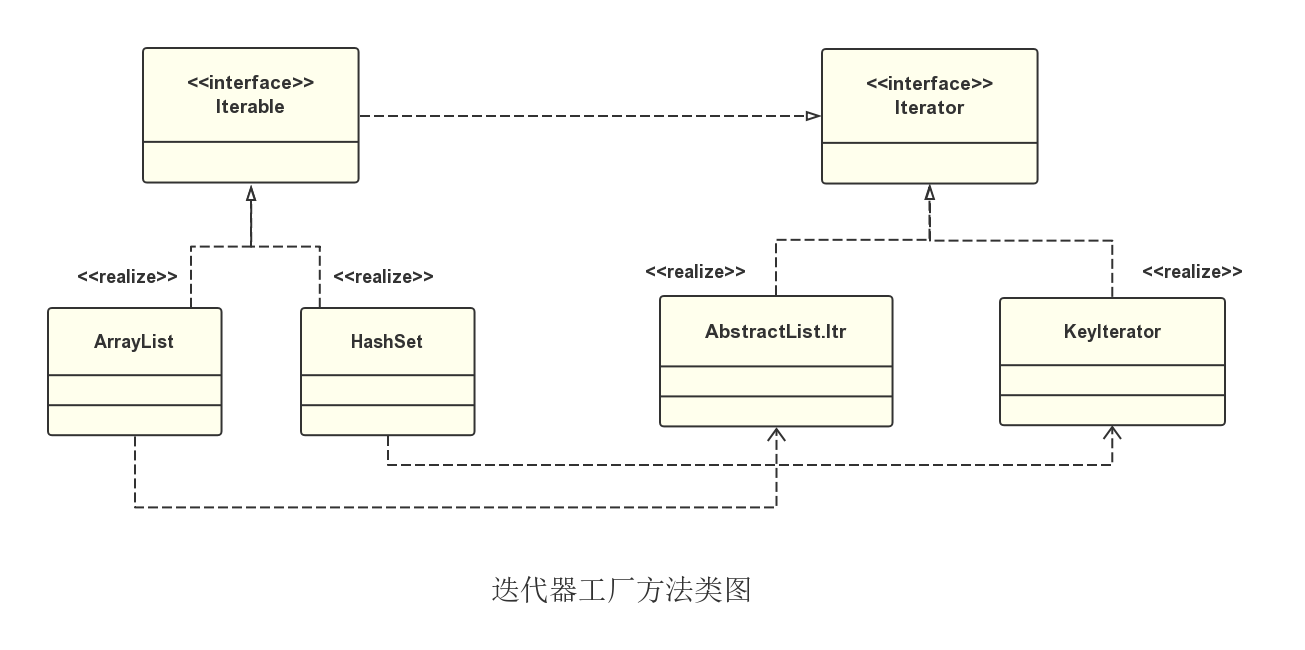 <<interface>>
Iterable
<<interface>>
Iterator
<<realize>>
<<realize>>
<<realize>>
<<realize>>
ArrayList
HashSet
AbstractList.Itr
KeyIterator
迭代器工厂方法类图